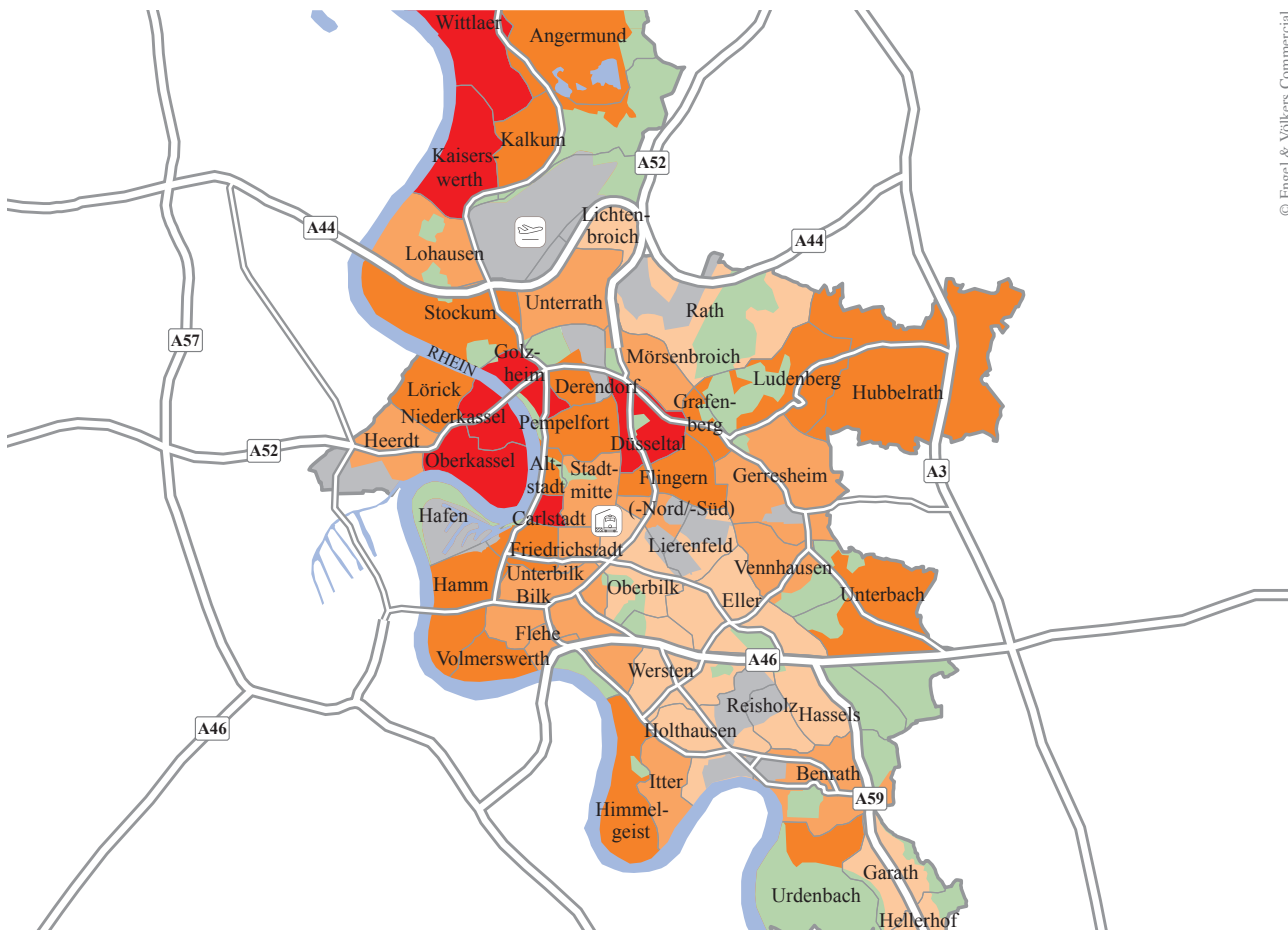 Wittlaer
Angermund
© Engel & Völkers Commercial
Kalkum
Kaisers-
werth
A52
Lichten-
broich
A44
A44
Lohausen
Unterrath
Stockum
Rath
A57
RHEIN
Golz-
heim
Mörsenbroich
Lörick
Derendorf
Ludenberg
Hubbelrath
Grafen-
berg
Niederkassel
Pempelfort
Heerdt
Düsseltal
A52
Oberkassel
Alt-
stadt
Stadt-
mitte
Flingern
(-Nord/-Süd)
Gerresheim
A3
Hafen
Carlstadt
Friedrichstadt
Lierenfeld
Vennhausen
Hamm
Unterbilk
Bilk
Oberbilk
Eller
Unterbach
Flehe
Volmerswerth
A46
Wersten
A46
Reisholz
Hassels
Holthausen
Itter
Benrath
A59
Himmel-
geist
Garath
Urdenbach
Hellerhof